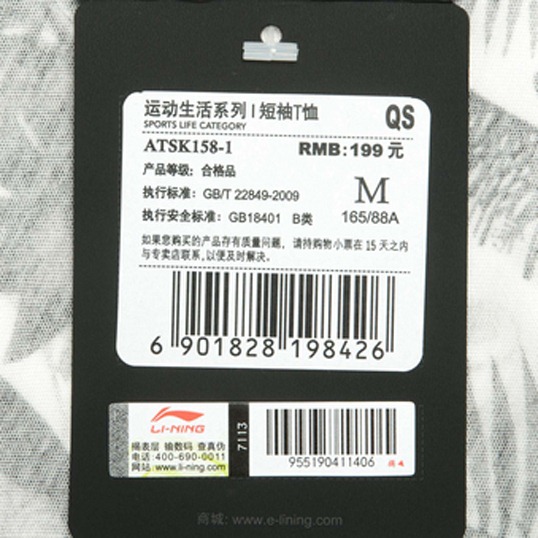 运动生活系列 | 短袖T恤 QS
SPORTS LIFE CATEGORY
ATSK158-1 RMB:199 元
产品等级: 合格品
执行标准: GB/T 22849-2009 M
执行安全标准: GB18401 B类 165/88A
如果您购买的产品存有质量问题, 请持购物小票在 15 天之内
与专卖店联系,以便及时解决。
6 901828 198426
LI-NING
揭表层 输数码 查真伪
电话:400-690-0011
网站:www.li-ning.com
7113
955190411406
商城: www.e-lining.com